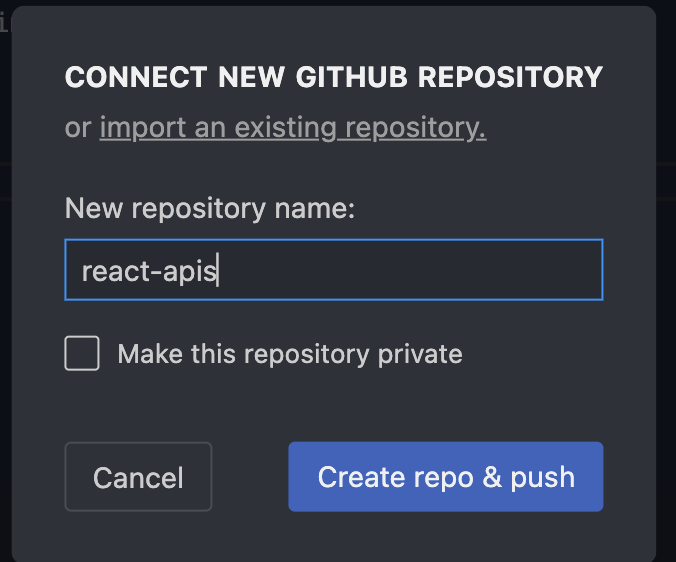 CONNECT NEW GITHUB REPOSITORY
or import an existing repository.
New repository name:
react-apis
Make this repository private
Cancel
Create repo & push